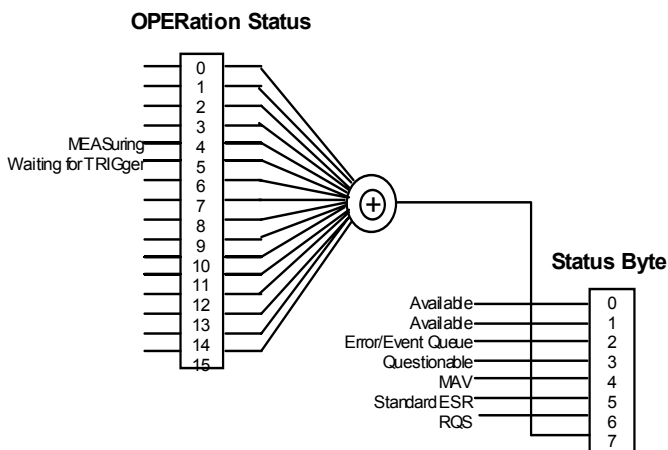 OPERation Status
0
1
2
3
MEASuring 4
Waiting for TRIGger 5
6
7
8
9
10
11
12
13
14
15
Status Byte
Available 0
Available 1
Error/Event Queue 2
Questionable 3
MAV 4
Standard ESR 5
RQS 6
7